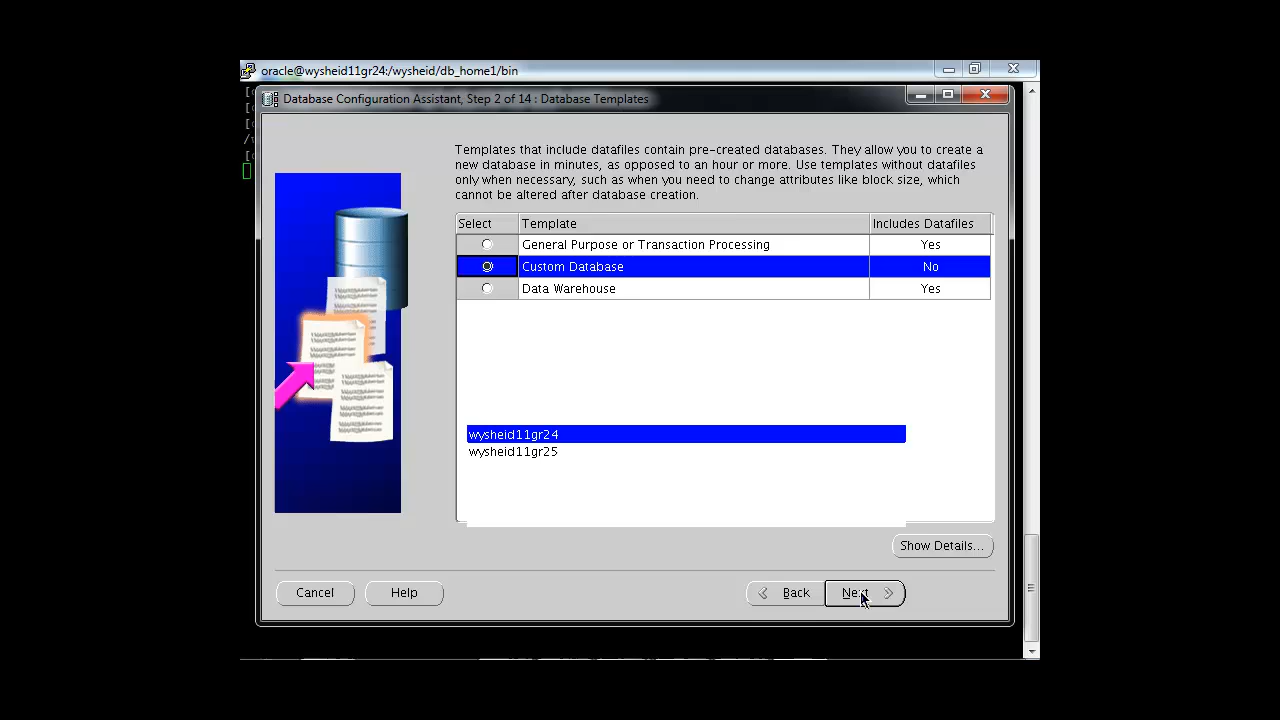 oracle@wysheid11gr24:/wysheid/db_home1/bin
Database Configuration Assistant, Step 2 of 14 : Database Templates
Templates that include datafiles contain pre-created databases. They allow you to create a
new database in minutes, as opposed to an hour or more. Use templates without datafiles
only when necessary, such as when you need to change attributes like block size, which
cannot be altered after database creation.
Select Template Includes Datafiles
General Purpose or Transaction Processing Yes
Custom Database No
Data Warehouse Yes
wysheid11gr24
wysheid11gr25
Show Details...
Cancel Help Back Next